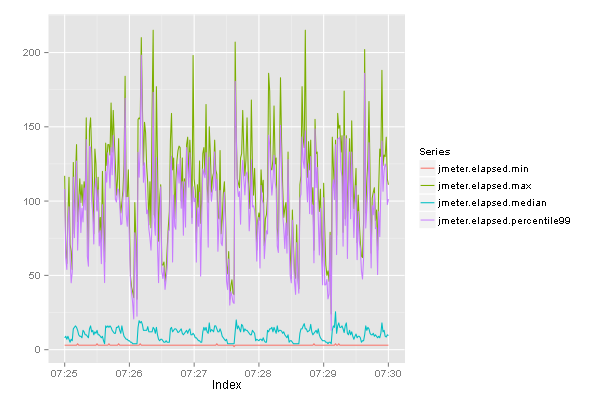 200
150
100
50
0
07:25
07:26
07:27
07:28
07:29
07:30
Index
Series
jmeter.elapsed.min
jmeter.elapsed.max
jmeter.elapsed.median
jmeter.elapsed.percentile99